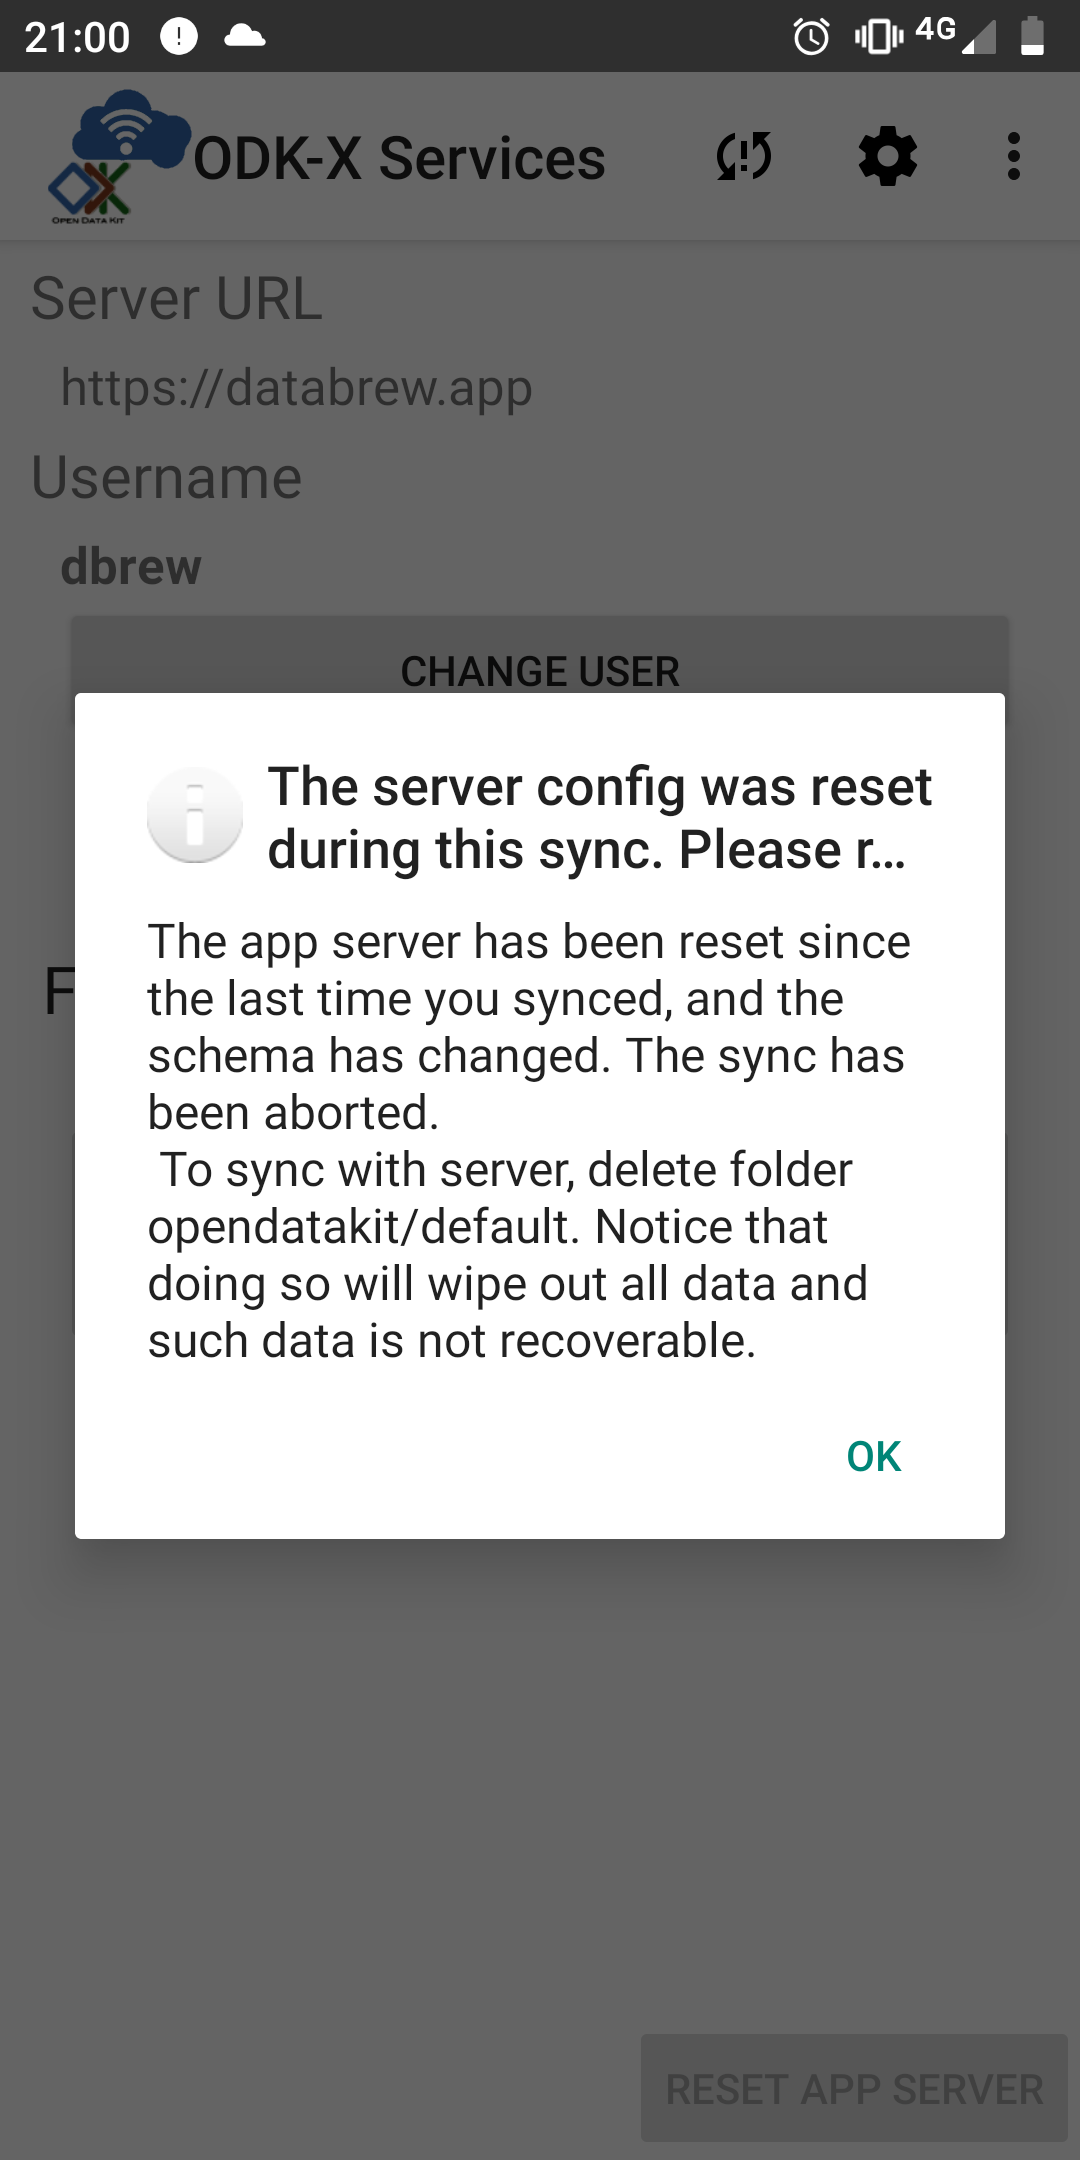 21:00
4G
ODK-X Services
OPEN DATA KIT
Server URL
https://databrew.app
Username
dbrew
CHANGE USER
The server config was reset
during this sync. Please r...
The app server has been reset since
the last time you synced, and the
schema has changed. The sync has
been aborted.
To sync with server, delete folder
opendatakit/default. Notice that
doing so will wipe out all data and
such data is not recoverable.
F
OK
RESET APP SERVER